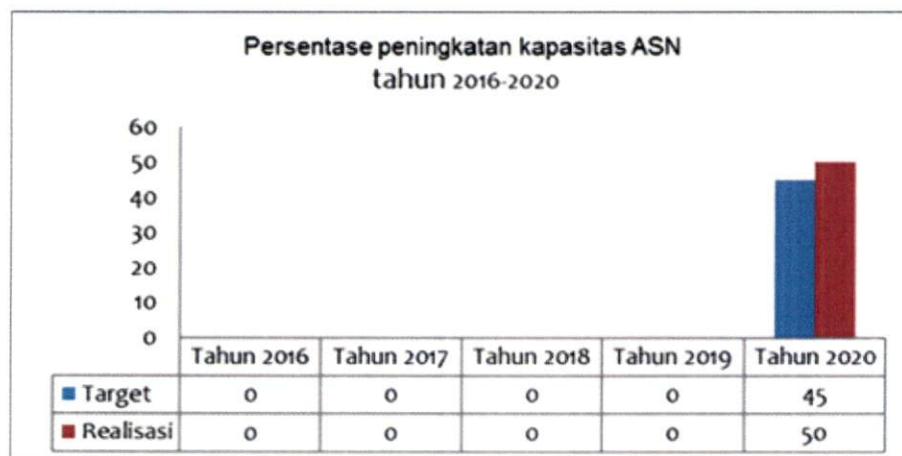 Persentase peningkatan kapasitas ASN
tahun 2016-2020
60
50
40
30
20
10
0
Tahun 2016 Tahun 2017 Tahun 2018 Tahun 2019 Tahun 2020
Target 0 0 0 0 45
Realisasi 0 0 0 0 50